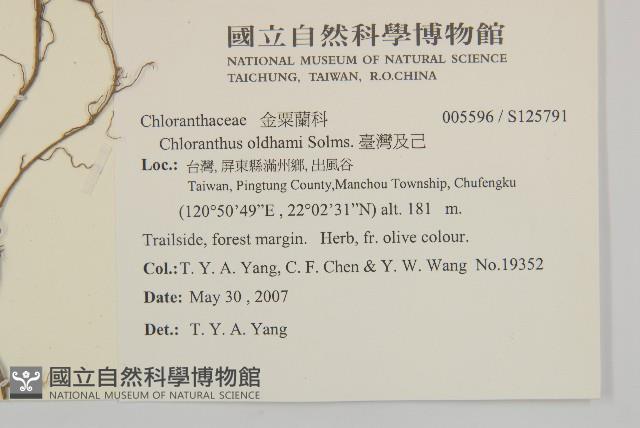 國立自然科學博物館
NATIONAL MUSEUM OF NATURAL SCIENCE
TAICHUNG, TAIWAN, R.O.CHINA
Chloranthaceae 金粟蘭科 005596 / S125791
Chloranthus oldhami Solms. 臺灣及己
Loc.: 台灣, 屏東縣滿州鄉, 出風谷
Taiwan, Pingtung County,Manchou Township, Chufengku
(120°50'49"E , 22°02'31"N) alt. 181 m.
Trailside, forest margin. Herb, fr. olive colour.
Col.: T. Y. A. Yang, C. F. Chen & Y. W. Wang No.19352
Date: May 30 , 2007
Det.: T. Y. A. Yang
國立自然科學博物館
NATIONAL MUSEUM OF NATURAL SCIENCE